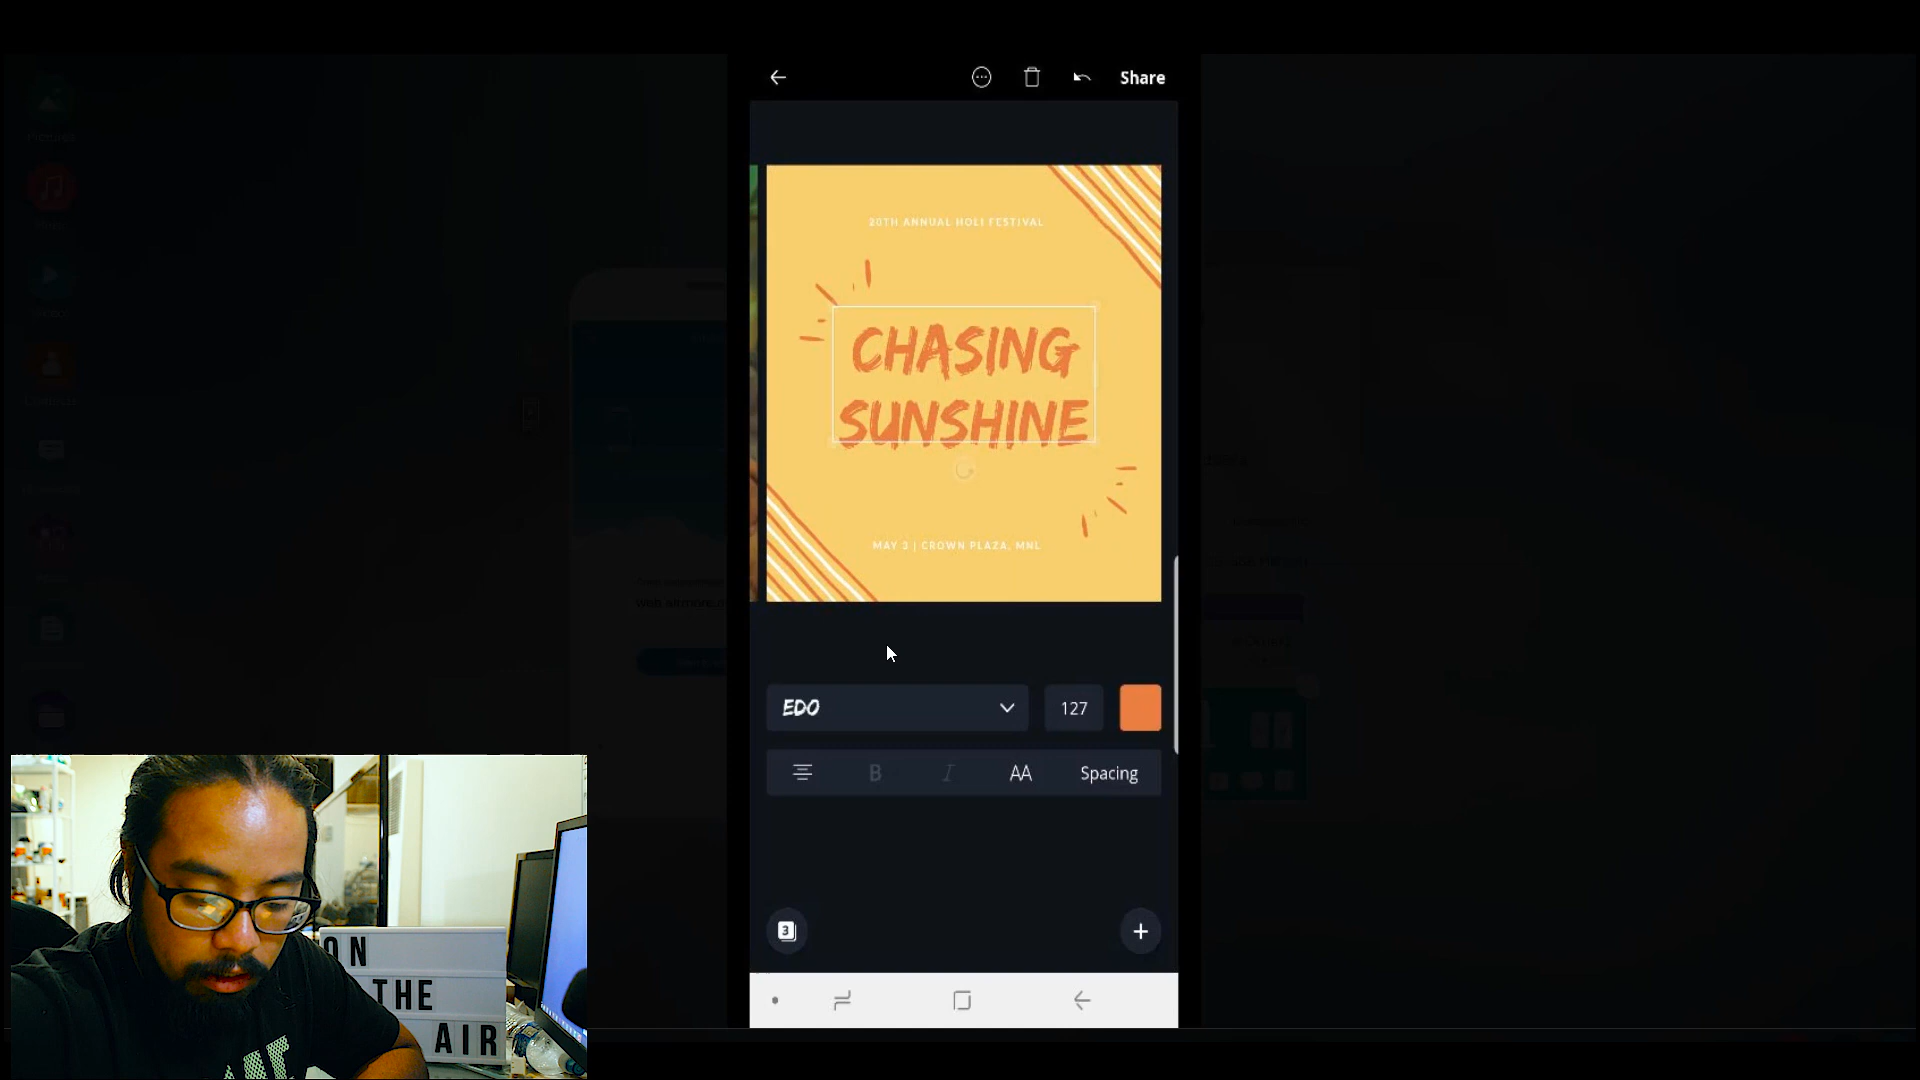 Share
20TH ANNUAL HOLI FESTIVAL
CHASING
SUNSHINE
MAY 3 | CROWN PLAZA, MNL
EDO
127
B I AA Spacing
3
ON
THE
AIR